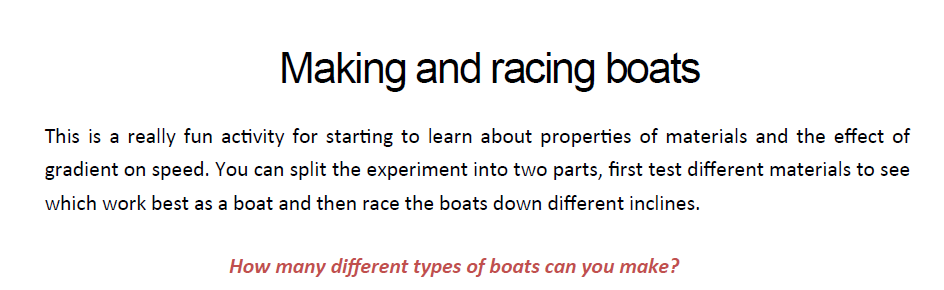 Making and racing boats
This is a really fun activity for starting to learn about properties of materials and the effect of
gradient on speed. You can split the experiment into two parts, first test different materials to see
which work best as a boat and then race the boats down different inclines.
How many different types of boats can you make?